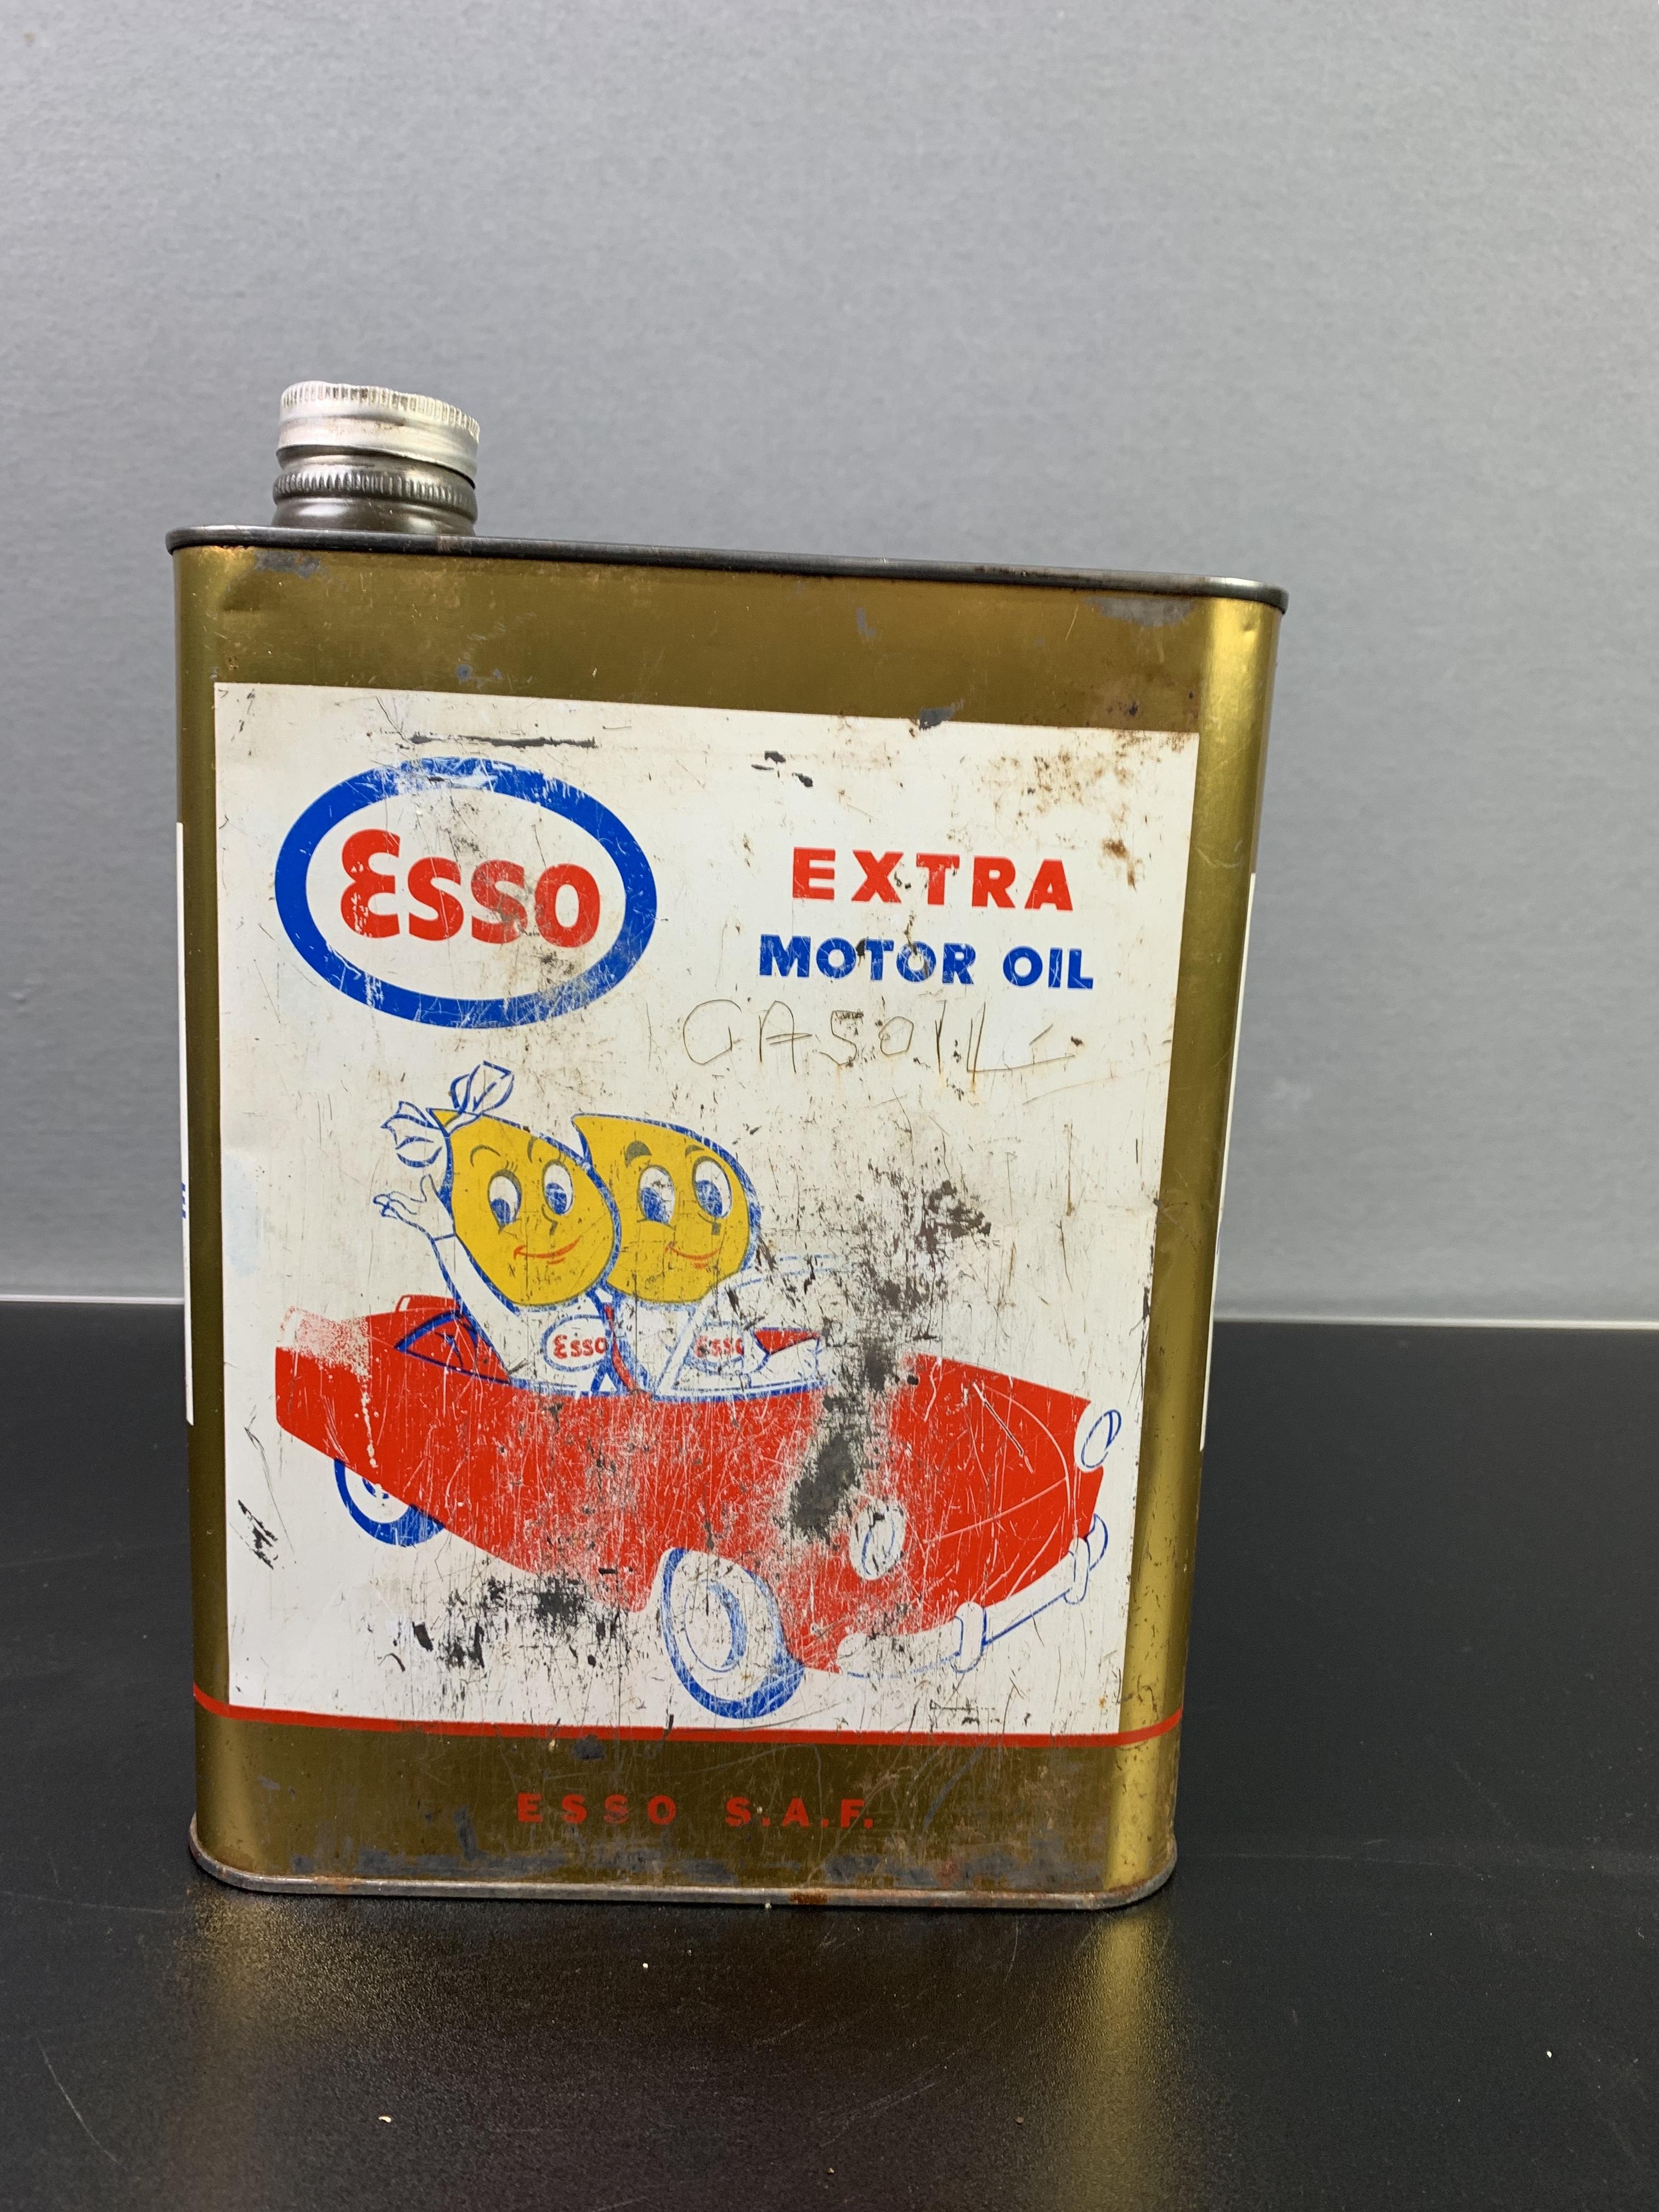 Esso
EXTRA
MOTOR OIL
GASOIL
Esso
Esso
ESSO S.A.F.